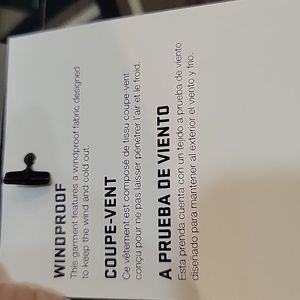 WINDPROOF
This garment features a windproof fabric designed
to keep the wind and cold out.
COUPE-VENT
Ce vêtement est composé de tissu coupe-vent
conçu pour ne pas laisser pénétrer l'air et le froid.
A PRUEBA DE VIENTO
Esta prenda cuenta con un tejido a prueba de viento
diseñado para mantener al exterior el viento y frío.